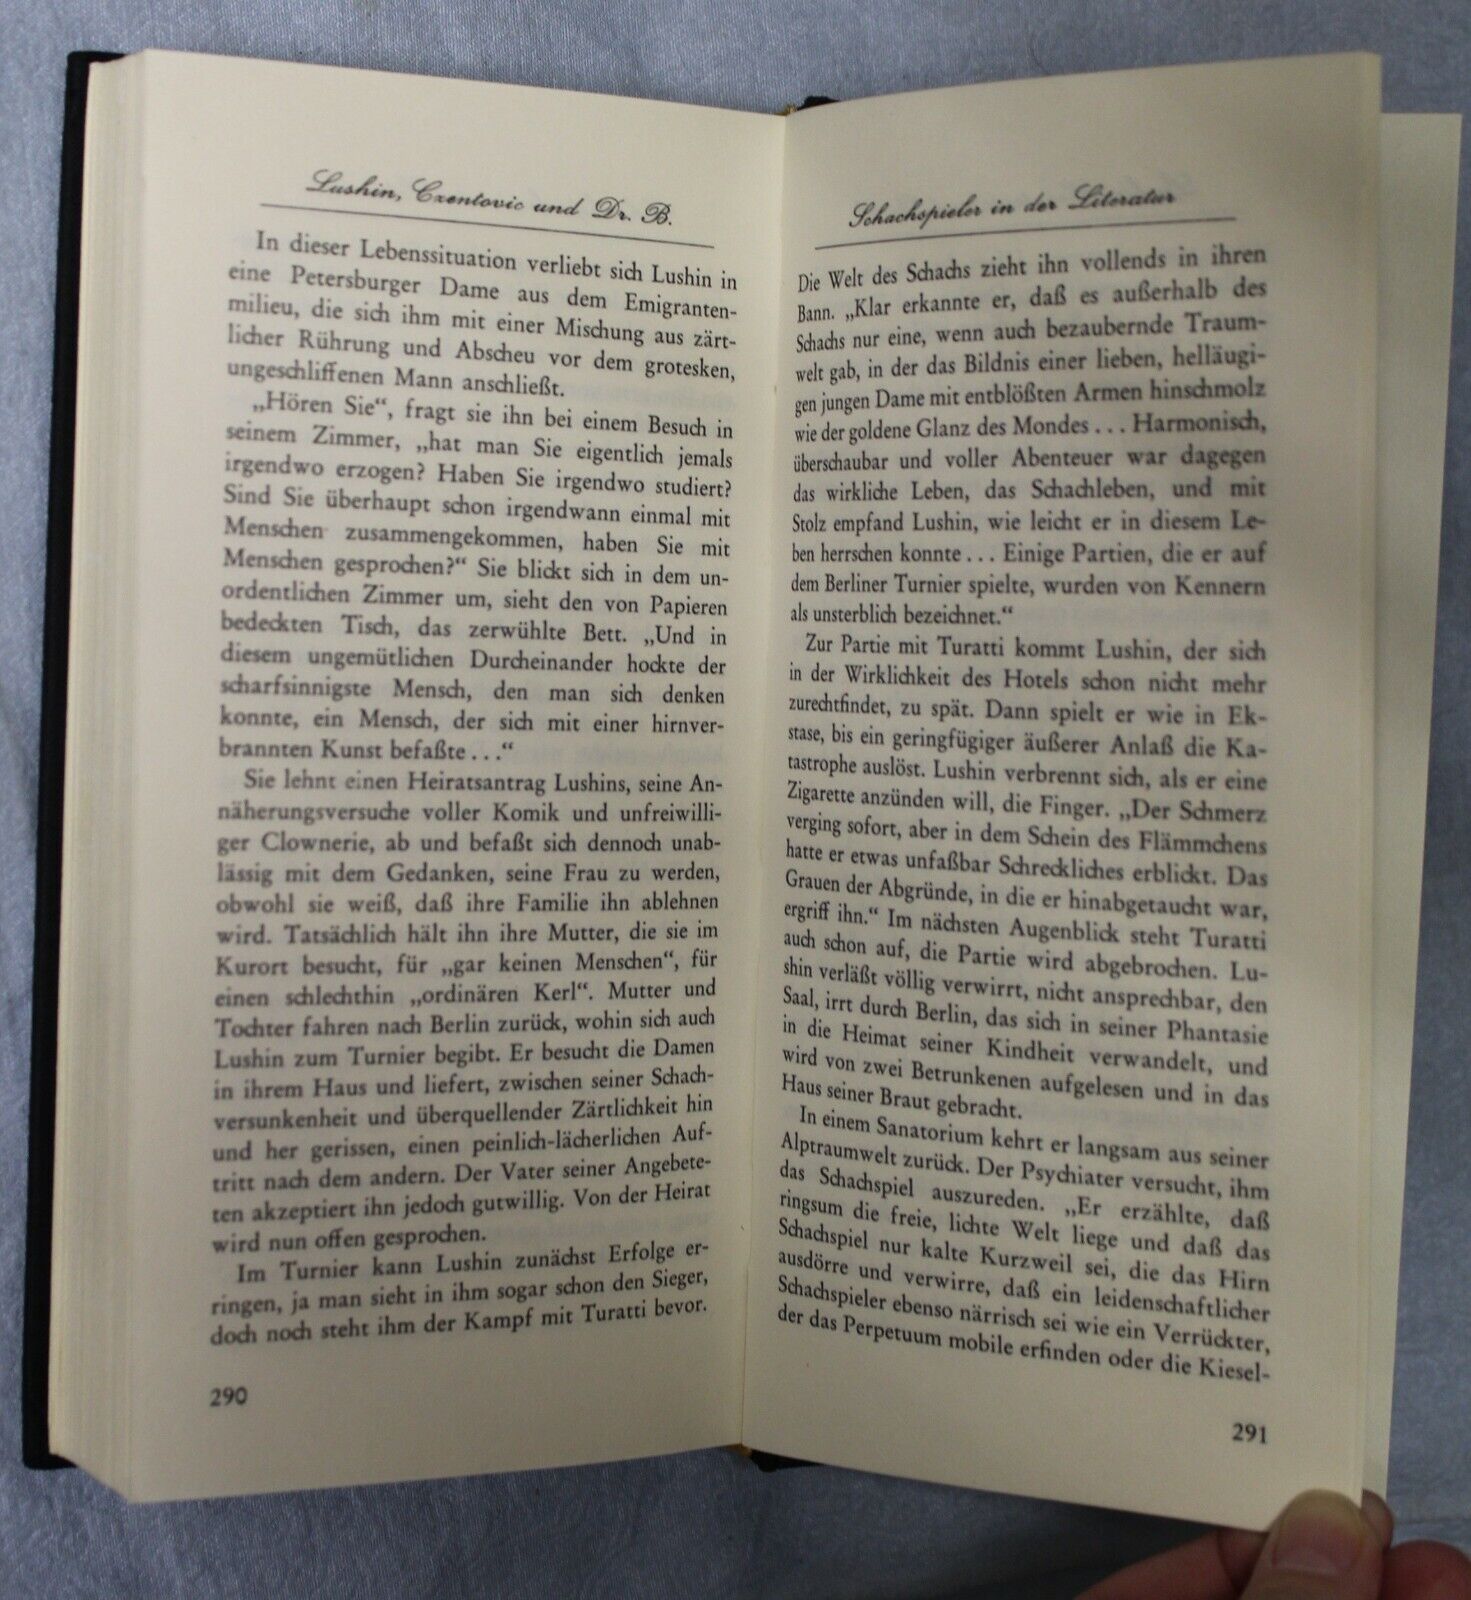 Lushin, Czentovic und Dr. B.
In dieser Lebenssituation verliebt sich Lushin in
eine Petersburger Dame aus dem Emigranten-
milieu, die sich ihm mit einer Mischung aus zärt-
licher Rührung und Abscheu vor dem grotesken,
ungeschliffenen Mann anschließt.
„Hören Sie“, fragt sie ihn bei einem Besuch in
seinem Zimmer, „hat man Sie eigentlich jemals
irgendwo erzogen? Haben Sie irgendwo studiert?
Sind Sie überhaupt schon irgendwann einmal mit
Menschen zusammengekommen, haben Sie mit
Menschen gesprochen?“ Sie blickt sich in dem un-
ordentlichen Zimmer um, sieht den von Papieren
bedeckten Tisch, das zerwühlte Bett. „Und in
diesem ungemütlichen Durcheinander hockte der
scharfsinnigste Mensch, den man sich denken
konnte, ein Mensch, der sich mit einer hirnver-
brannten Kunst befaßte...“
Sie lehnt einen Heiratsantrag Lushins, seine An-
näherungsversuche voller Komik und unfreiwilli-
ger Clownerie, ab und befaßt sich dennoch unab-
lässig mit dem Gedanken, seine Frau zu werden,
obwohl sie weiß, daß ihre Familie ihn ablehnen
wird. Tatsächlich hält ihn ihre Mutter, die sie im
Kurort besucht, für „gar keinen Menschen“, für
einen schlechthin „ordinären Kerl“. Mutter und
Tochter fahren nach Berlin zurück, wohin sich auch
Lushin zum Turnier begibt. Er besucht die Damen
in ihrem Haus und liefert, zwischen seiner Schach-
versunkenheit und überquellender Zärtlichkeit hin
und her gerissen, einen peinlich-lächerlichen Auf-
tritt nach dem andern. Der Vater seiner Angebete-
ten akzeptiert ihn jedoch gutwillig. Von der Heirat
wird nun offen gesprochen.
Im Turnier kann Lushin zunächst Erfolge er-
ringen, ja man sieht in ihm sogar schon den Sieger,
doch noch steht ihm der Kampf mit Turatti bevor.
290
Schachspieler in der Literatur
Die Welt des Schachs zieht ihn vollends in ihren
Bann. „Klar erkannte er, daß es außerhalb des
Schachs nur eine, wenn auch bezaubernde Traum-
welt gab, in der das Bildnis einer lieben, helläugi-
gen jungen Dame mit entblößten Armen hinschmolz
wie der goldene Glanz des Mondes... Harmonisch,
überschaubar und voller Abenteuer war dagegen
das wirkliche Leben, das Schachleben, und mit
Stolz empfand Lushin, wie leicht er in diesem Le-
ben herrschen konnte... Einige Partien, die er auf
dem Berliner Turnier spielte, wurden von Kennern
als unsterblich bezeichnet.“
Zur Partie mit Turatti kommt Lushin, der sich
in der Wirklichkeit des Hotels schon nicht mehr
zurechtfindet, zu spät. Dann spielt er wie in Ek-
stase, bis ein geringfügiger äußerer Anlaß die Ka-
tastrophe auslöst. Lushin verbrennt sich, als er eine
Zigarette anzünden will, die Finger. „Der Schmerz
verging sofort, aber in dem Schein des Flämmchens
hatte er etwas unfaßbar Schreckliches erblickt. Das
Grauen der Abgründe, in die er hinabgetaucht war,
ergriff ihn.“ Im nächsten Augenblick steht Turatti
auch schon auf, die Partie wird abgebrochen. Lu-
shin verläßt völlig verwirrt, nicht ansprechbar, den
Saal, irrt durch Berlin, das sich in seiner Phantasie
in die Heimat seiner Kindheit verwandelt, und
wird von zwei Betrunkenen aufgelesen und in das
Haus seiner Braut gebracht.
In einem Sanatorium kehrt er langsam aus seiner
Alptraumwelt zurück. Der Psychiater versucht, ihm
das Schachspiel auszureden. „Er erzählte, daß
ringsum die freie, lichte Welt liege und daß das
Schachspiel nur kalte Kurzweil sei, die das Hirn
ausdörre und verwirre, daß ein leidenschaftlicher
Schachspieler ebenso närrisch sei wie ein Verrückter,
der das Perpetuum mobile erfinden oder die Kiesel-
291